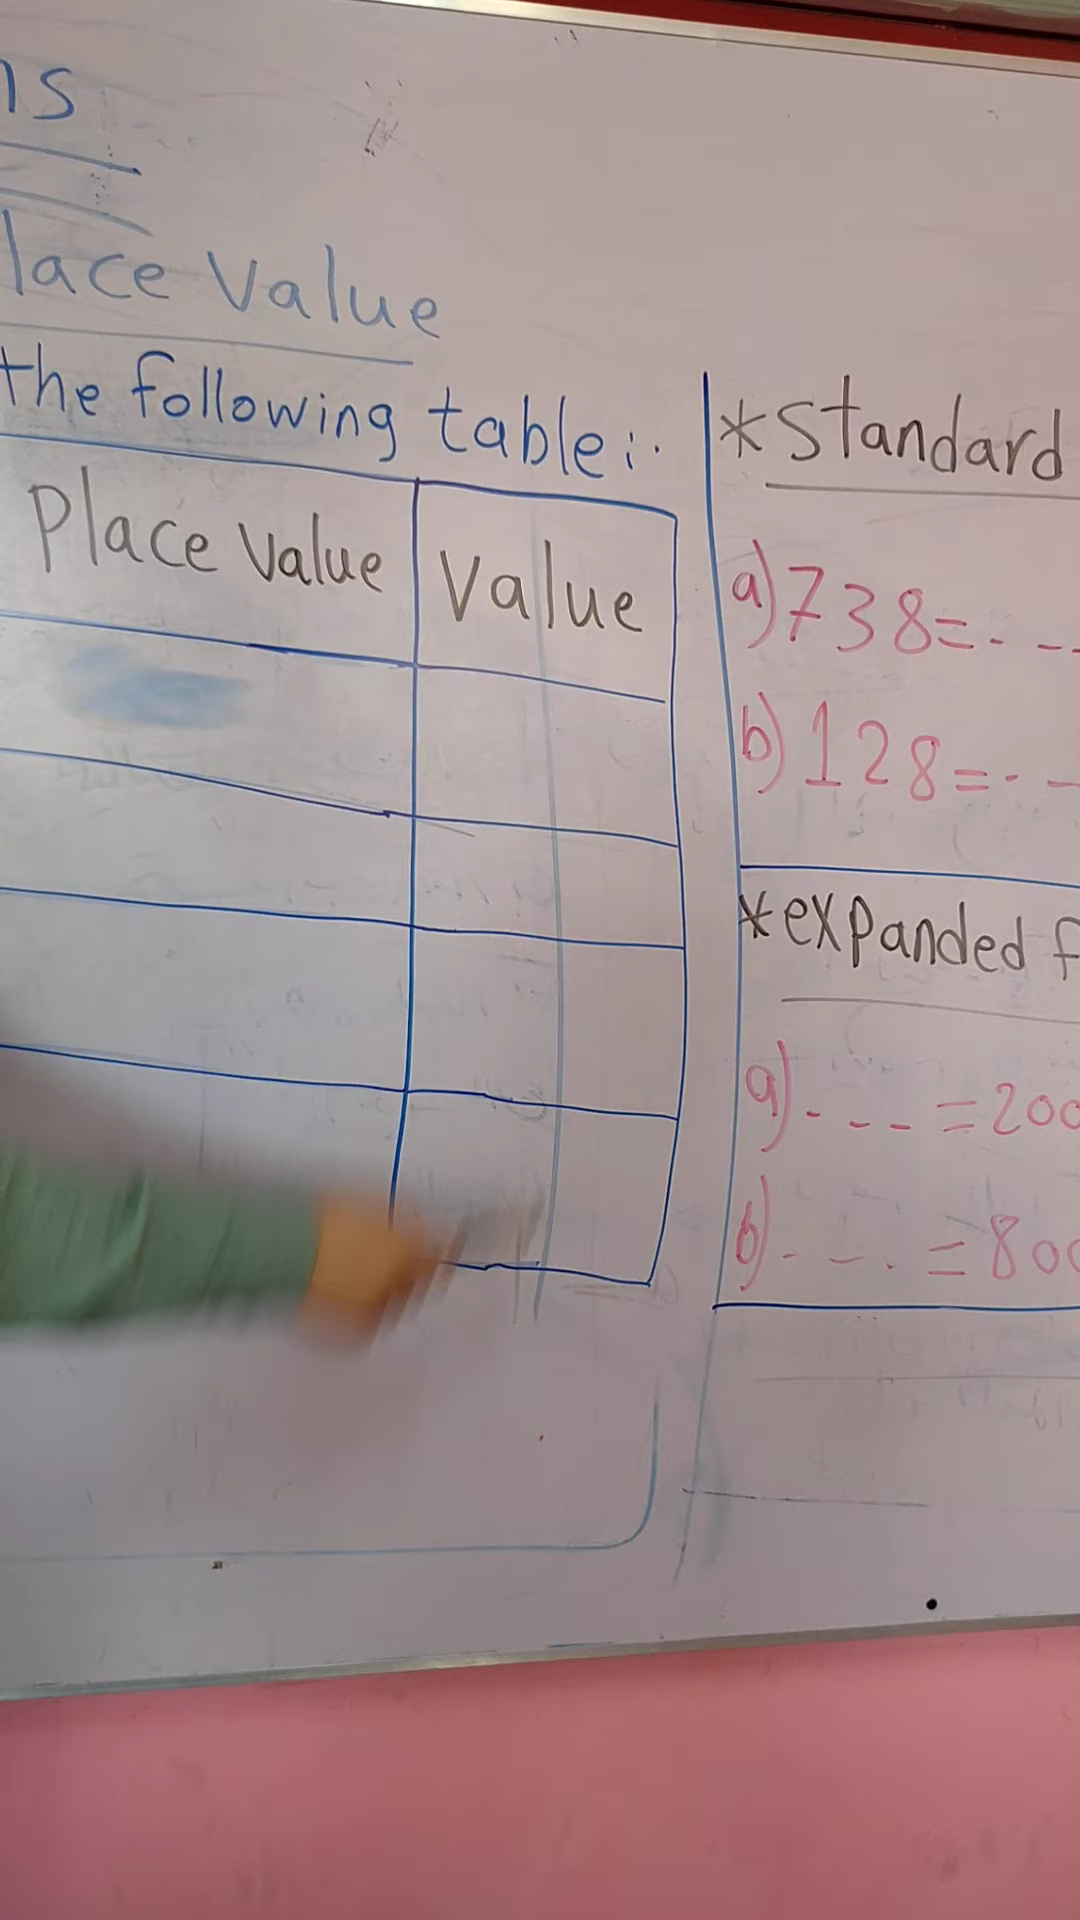 ns
lace Value
the following table:.
Place Value
Value
*Standard
a) 738=. --
b) 128=. -
*expanded f
a) . -- = 200
b) . - . = 800